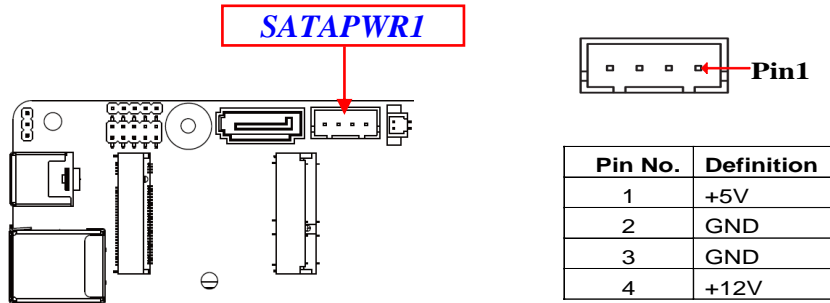 SATAPWR1
Pin1
Pin No. Definition
1 +5V
2 GND
3 GND
4 +12V